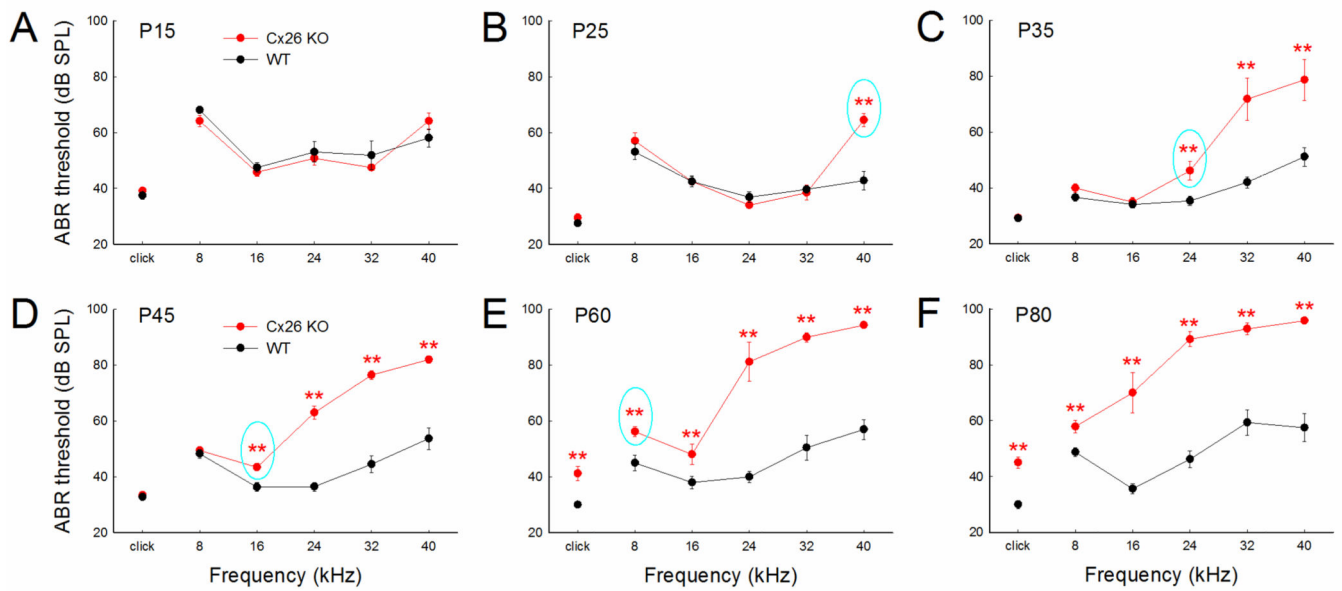 A
P15
Cx26 KO
WT
ABR threshold (dB SPL)
100
80
60
40
20
click 8 16 24 32 40
B
P25
**
100
80
60
40
20
click 8 16 24 32 40
C
P35
** ** **
100
80
60
40
20
click 8 16 24 32 40
D
P45
Cx26 KO
WT
** ** ** **
ABR threshold (dB SPL)
100
80
60
40
20
click 8 16 24 32 40
Frequency (kHz)
E
P60
** ** ** ** ** **
100
80
60
40
20
click 8 16 24 32 40
Frequency (kHz)
F
P80
** ** ** ** ** **
100
80
60
40
20
click 8 16 24 32 40
Frequency (kHz)